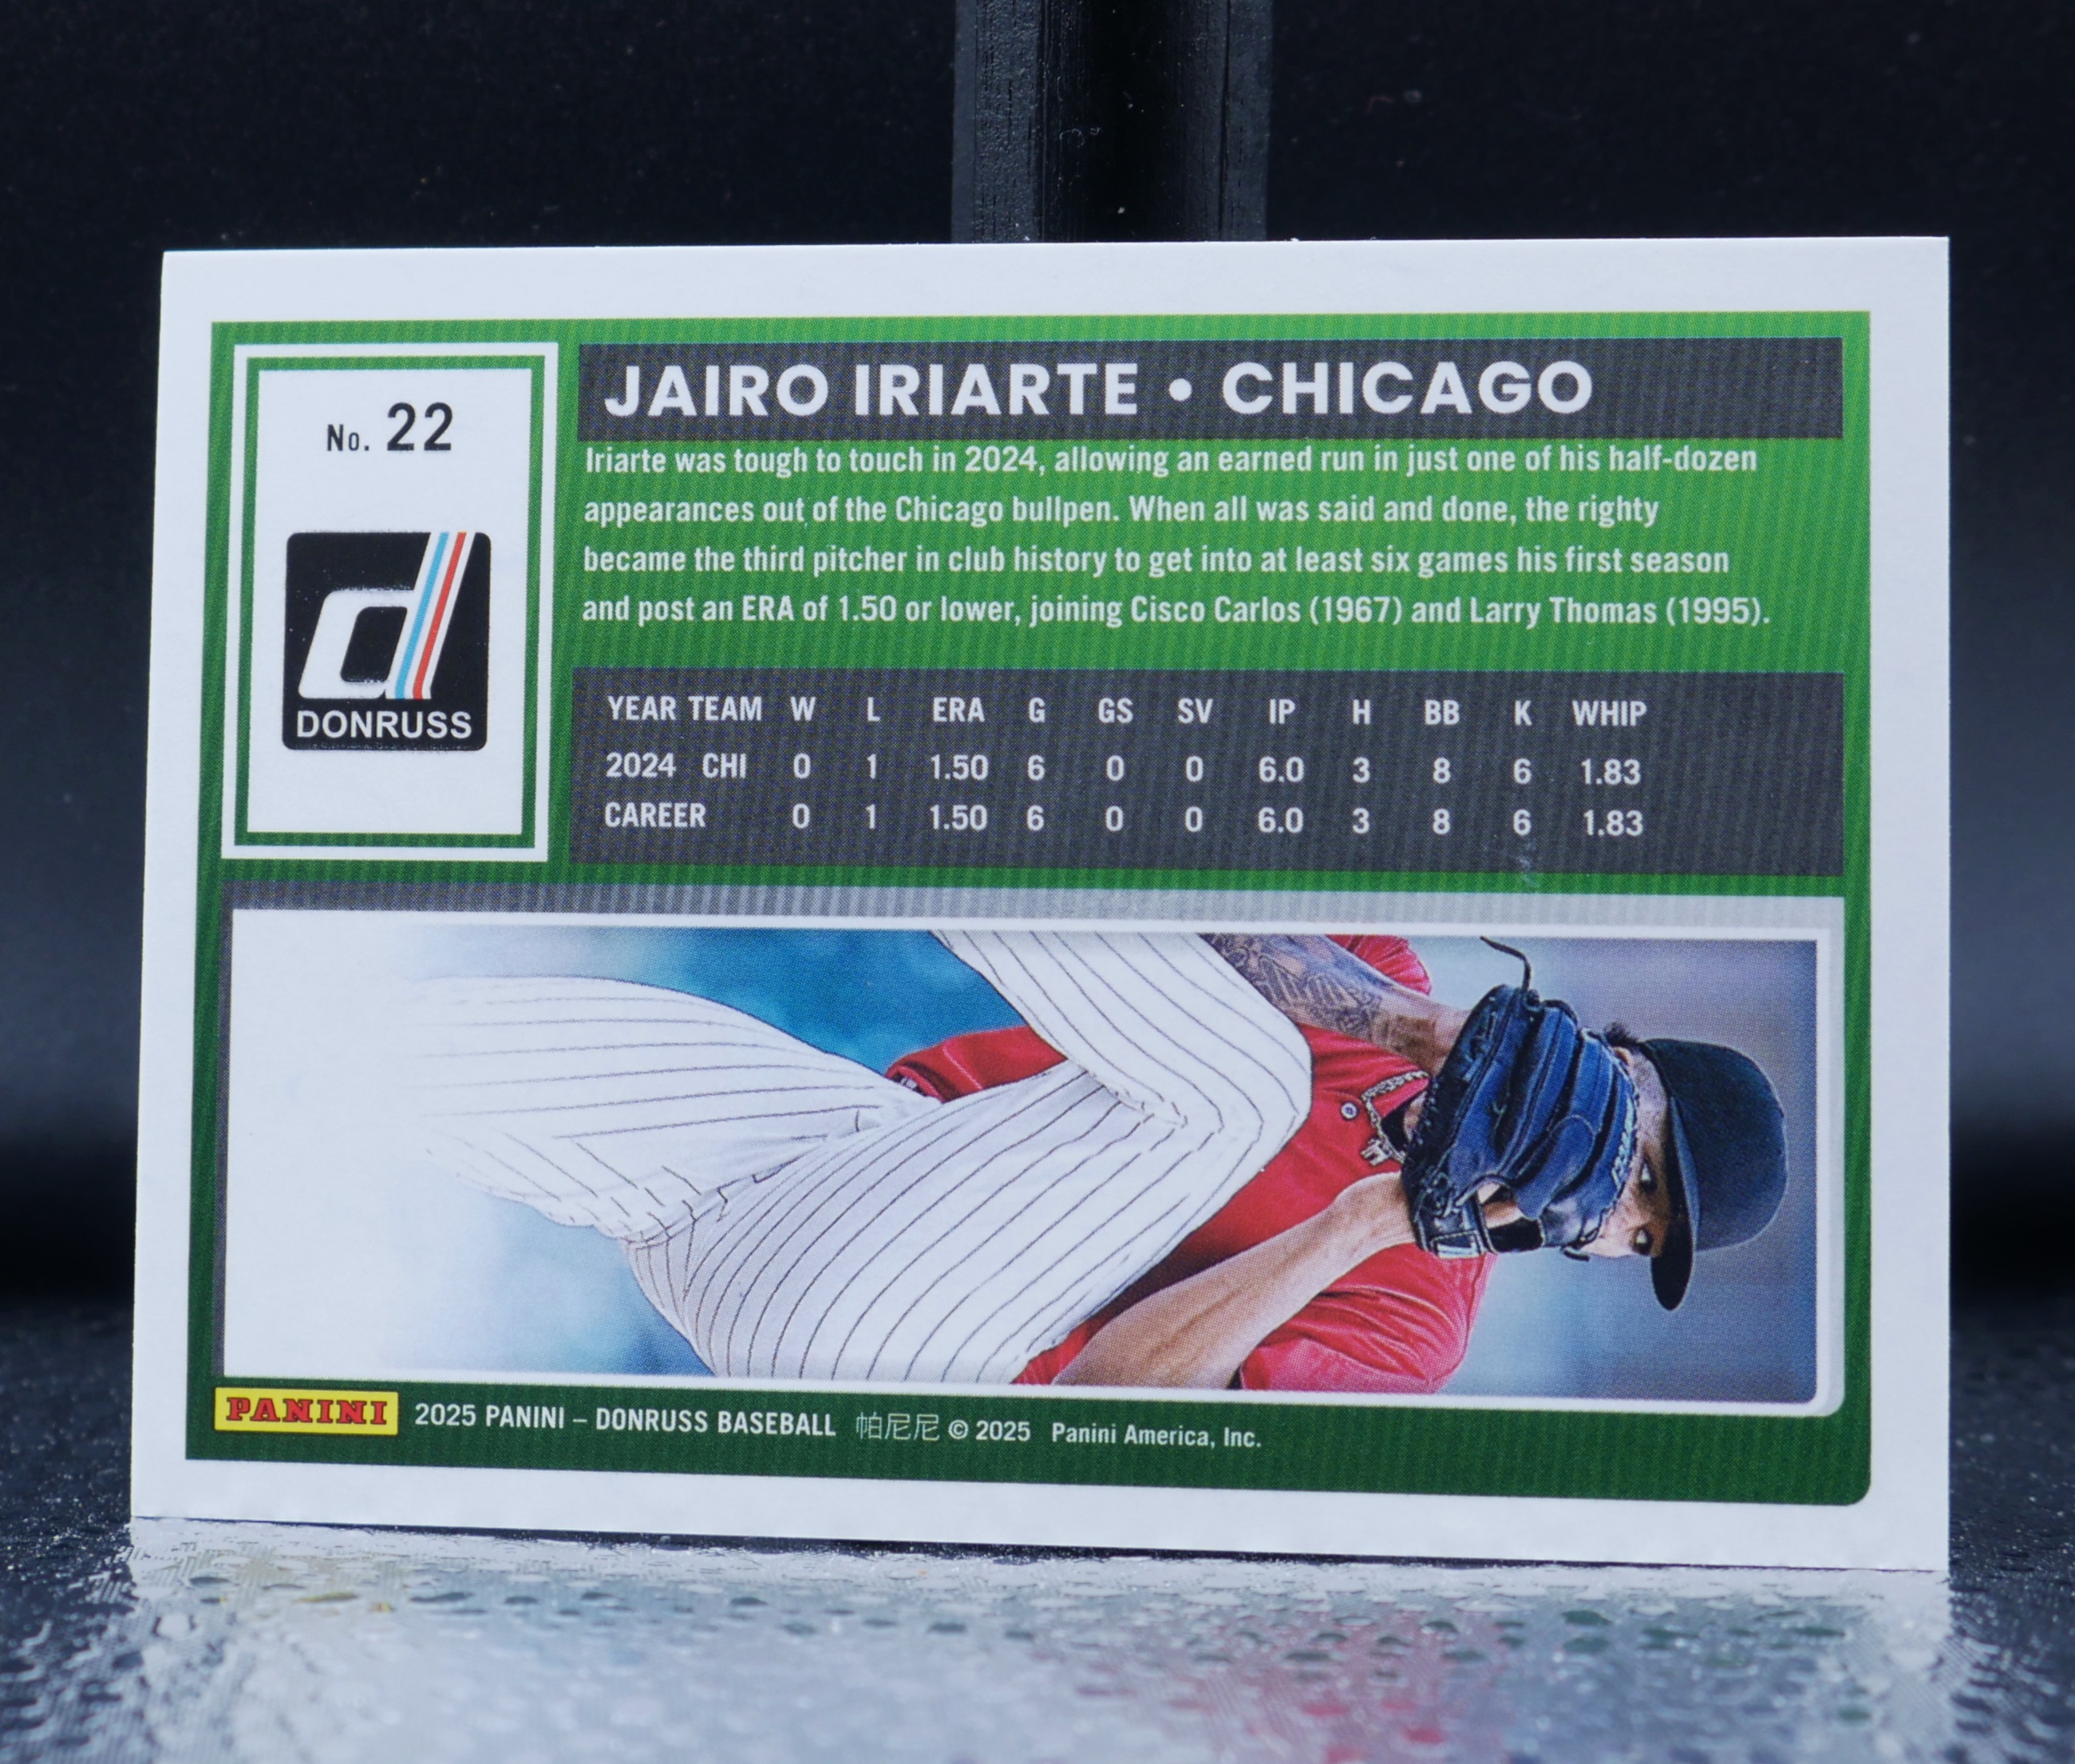 No. 22
DONRUSS
JAIRO IRIARTE • CHICAGO
Iriarte was tough to touch in 2024, allowing an earned run in just one of his half-dozen
appearances out of the Chicago bullpen. When all was said and done, the righty
became the third pitcher in club history to get into at least six games his first season
and post an ERA of 1.50 or lower, joining Cisco Carlos (1967) and Larry Thomas (1995).
YEAR TEAM W L ERA G GS SV IP H BB K WHIP
2024 CHI 0 1 1.50 6 0 0 6.0 3 8 6 1.83
CAREER 0 1 1.50 6 0 0 6.0 3 8 6 1.83
PANINI 2025 PANINI – DONRUSS BASEBALL 帕尼尼 © 2025 Panini America, Inc.